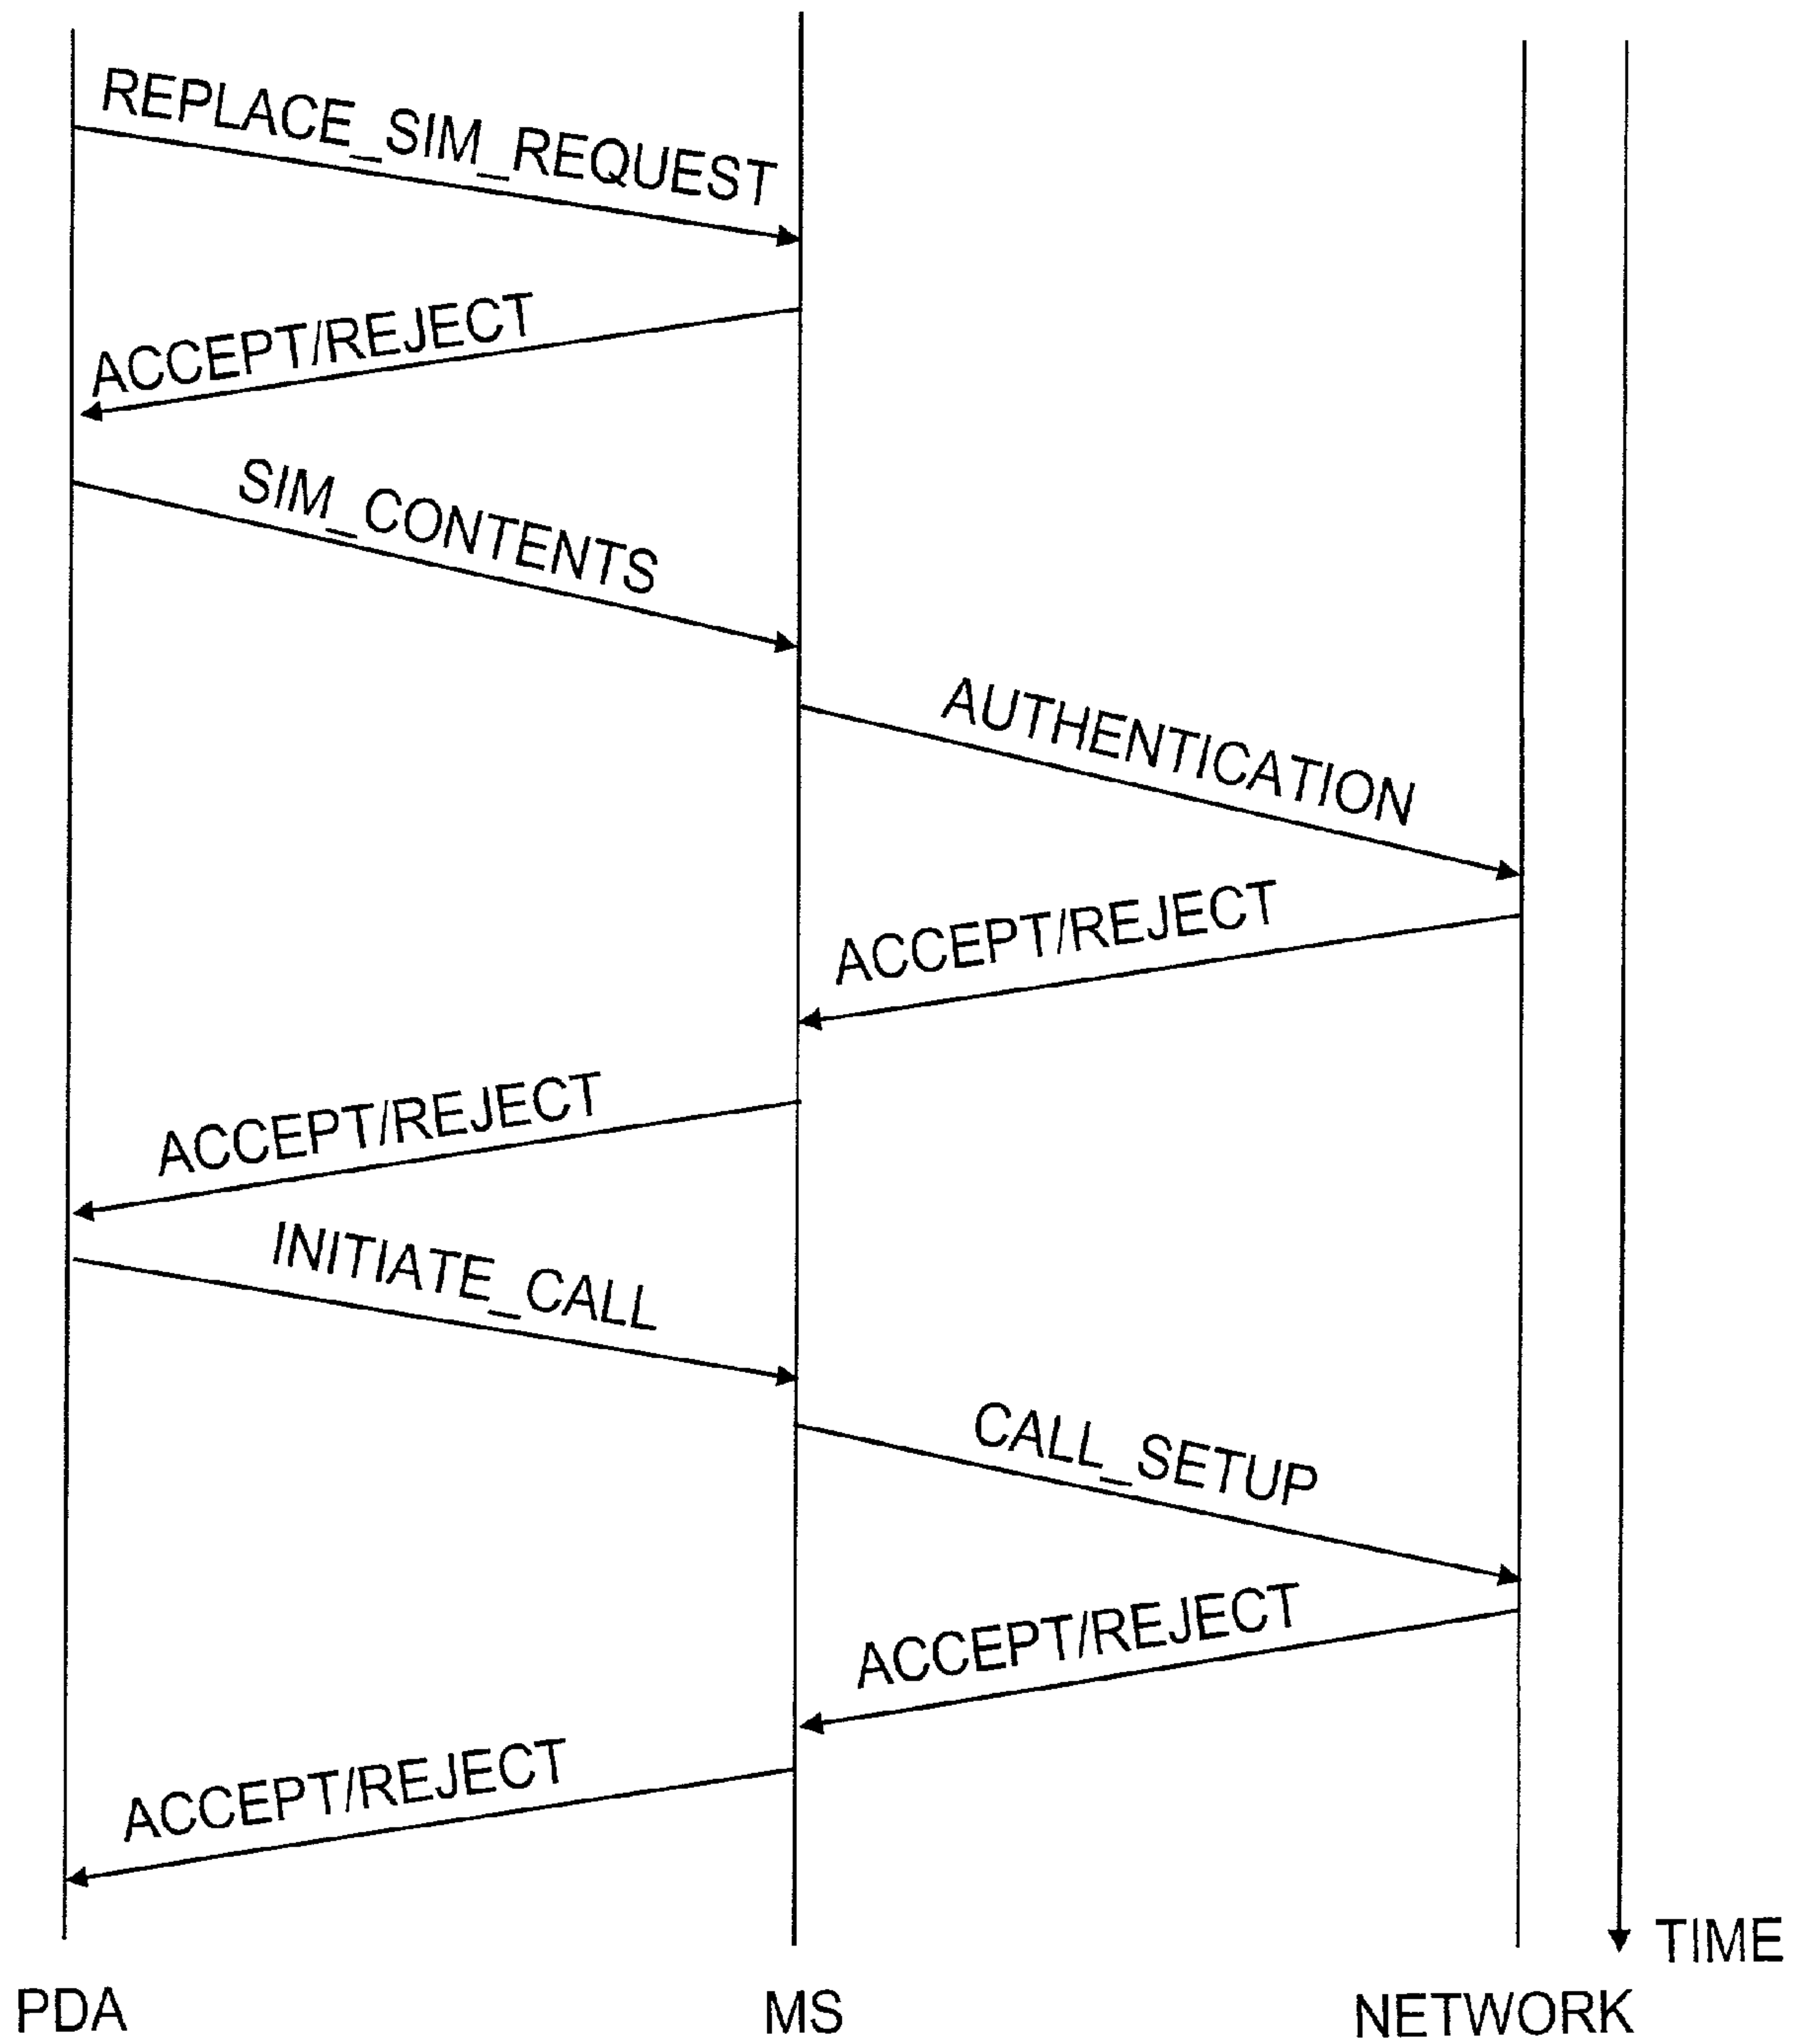 REPLACE_SIM_REQUEST
ACCEPT/REJECT
SIM_CONTENTS
AUTHENTICATION
ACCEPT/REJECT
ACCEPT/REJECT
INITIATE_CALL
CALL_SETUP
ACCEPT/REJECT
ACCEPT/REJECT
TIME
PDA
MS
NETWORK